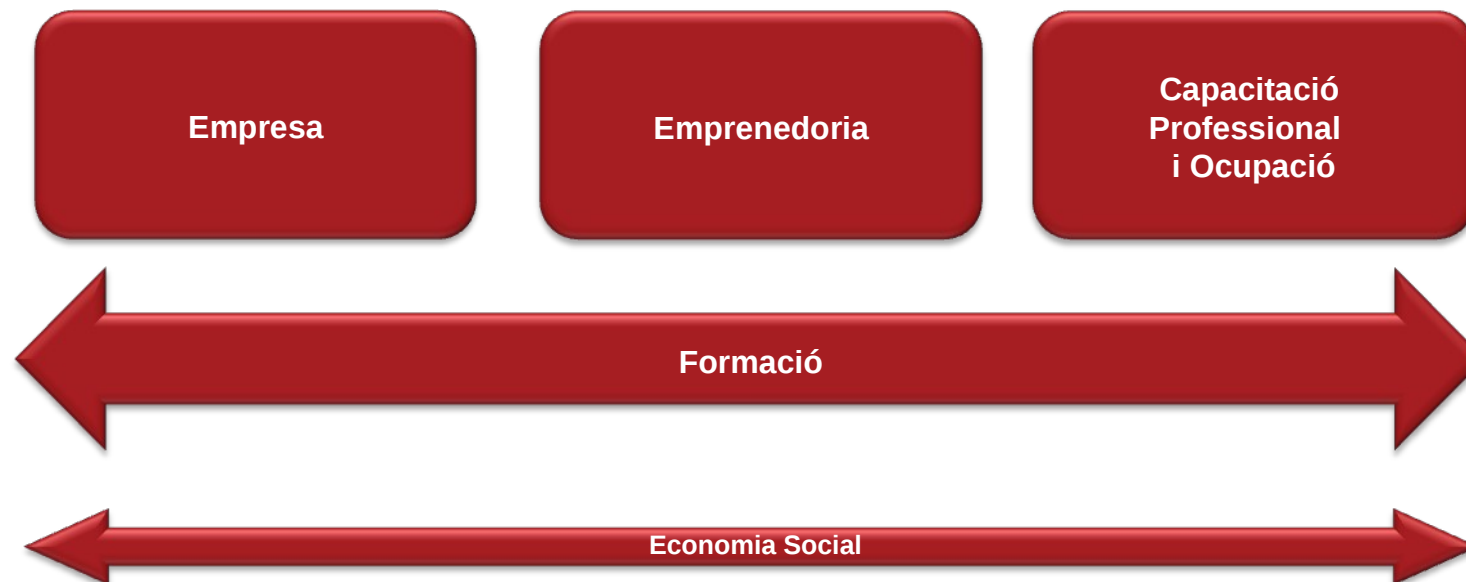 Empresa
Emprenedoria
Capacitació
Professional
i Ocupació
Formació
Economia Social